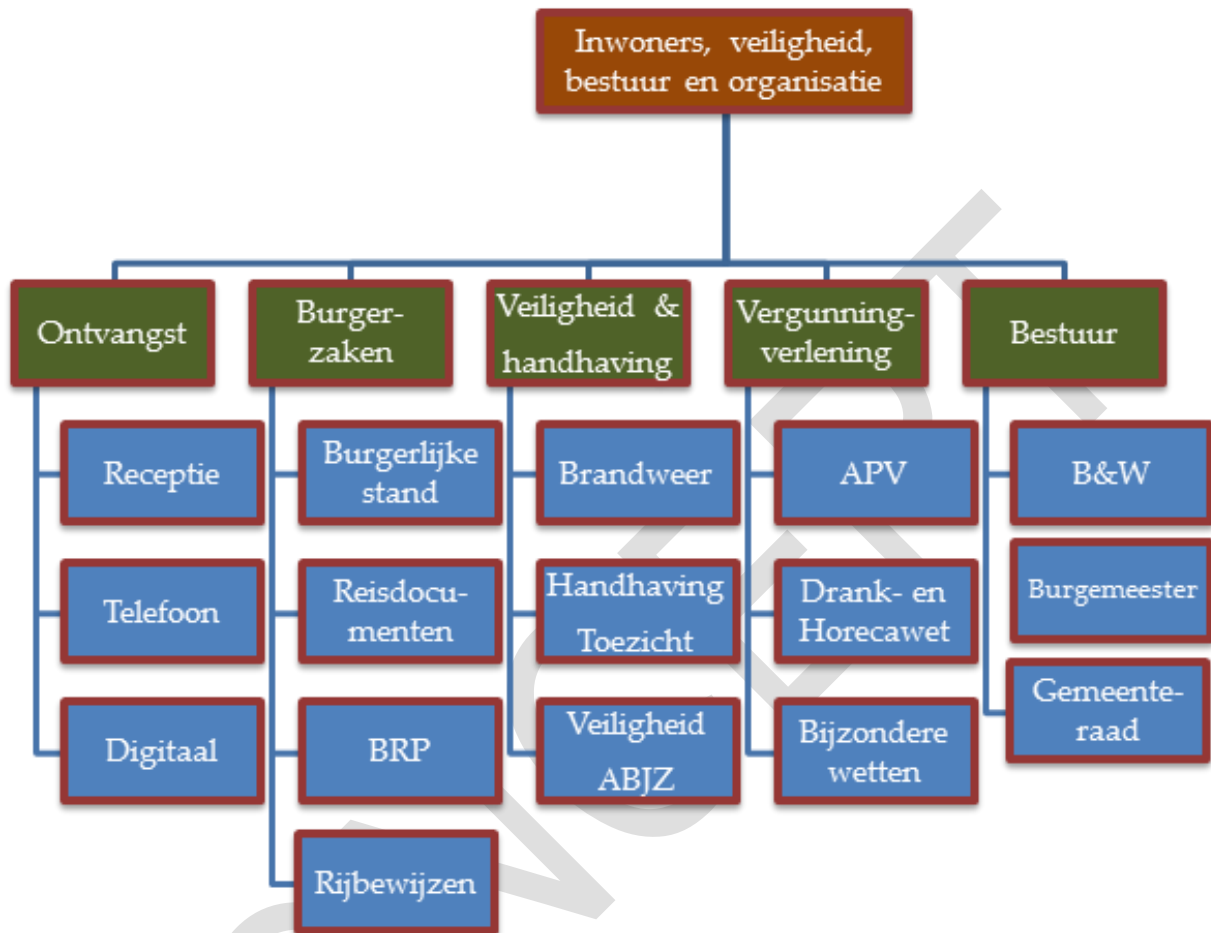 Inwoners, veiligheid,
bestuur en organisatie
Ontvangst
Receptie
Telefoon
Digitaal
Burger-
zaken
Burgerlijke
stand
Reisdocu-
menten
BRP
Rijbewijzen
Veiligheid &
handhaving
Brandweer
Handhaving
Toezicht
Veiligheid
ABJZ
Vergunning-
verlening
APV
Drank- en
Horecawet
Bijzondere
wetten
Bestuur
B&W
Burgemeester
Gemeente-
raad